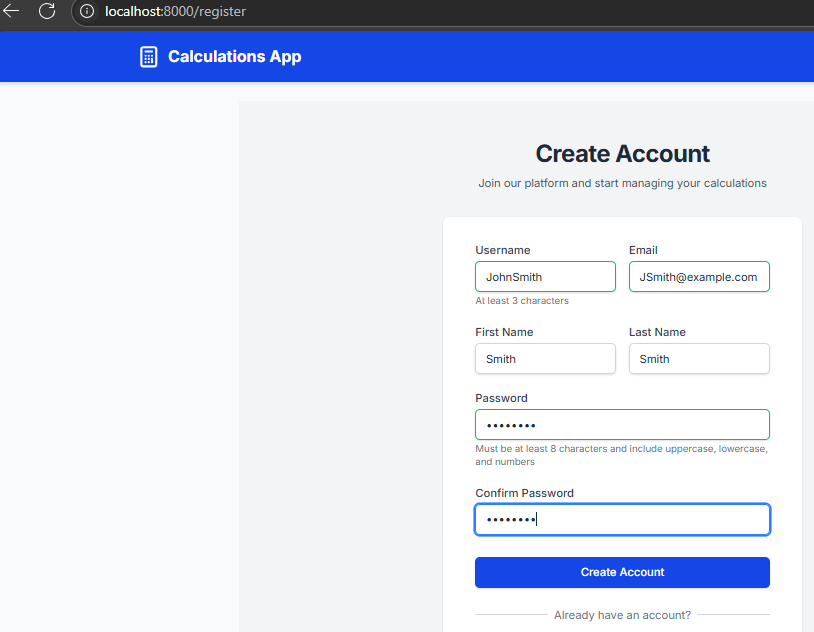 localhost:8000/register
Calculations App
Create Account
Join our platform and start managing your calculations
Username Email
JohnSmith JSmith@example.com
At least 3 characters
First Name Last Name
Smith Smith
Password
••••••••
Must be at least 8 characters and include uppercase, lowercase,
and numbers
Confirm Password
••••••••
Create Account
Already have an account?